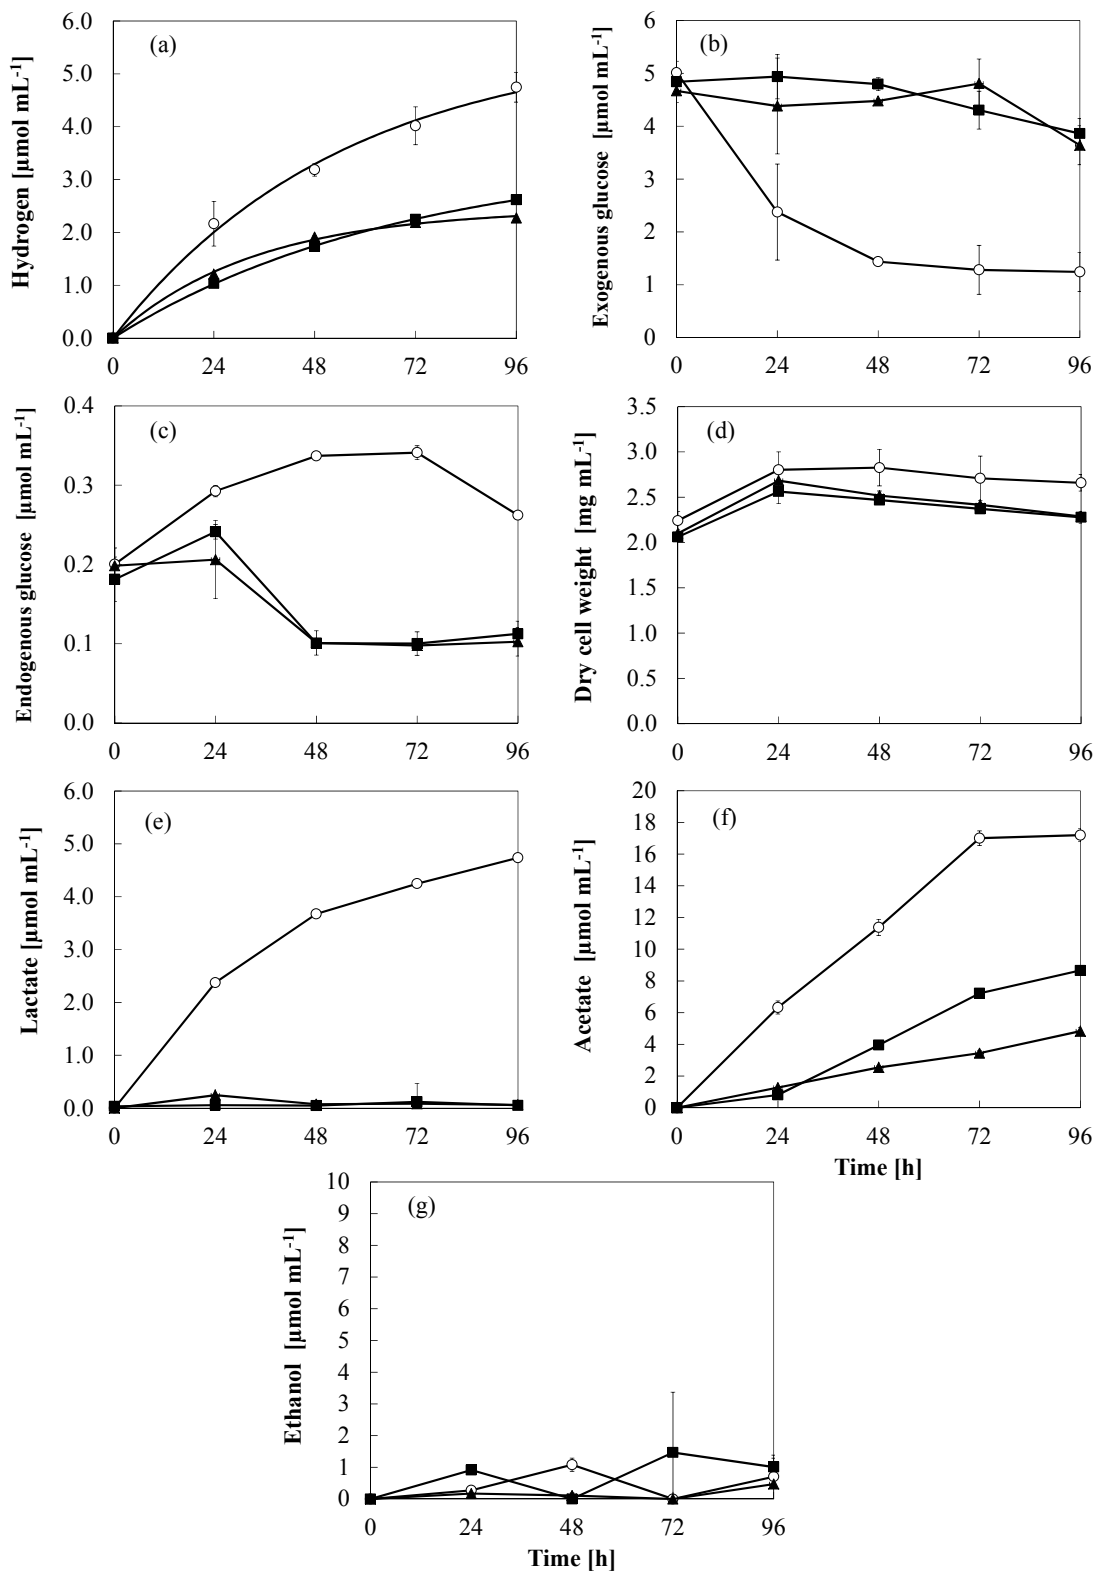 (a)
Hydrogen [µmol mL-1]
6.0
5.0
4.0
3.0
2.0
1.0
0.0
0 24 48 72 96
(b)
Exogenous glucose [µmol mL-1]
6
5
4
3
2
1
0
0 24 48 72 96
(c)
Endogenous glucose [µmol mL-1]
0.4
0.3
0.2
0.1
0.0
0 24 48 72 96
(d)
Dry cell weight [mg mL-1]
3.5
3.0
2.5
2.0
1.5
1.0
0.5
0.0
0 24 48 72 96
(e)
Lactate [µmol mL-1]
6.0
5.0
4.0
3.0
2.0
1.0
0.0
0 24 48 72 96
(f)
Acetate [µmol mL-1]
20
18
16
14
12
10
8
6
4
2
0
0 24 48 72 96
Time [h]
(g)
Ethanol [µmol mL-1]
10
9
8
7
6
5
4
3
2
1
0
0 24 48 72 96
Time [h]